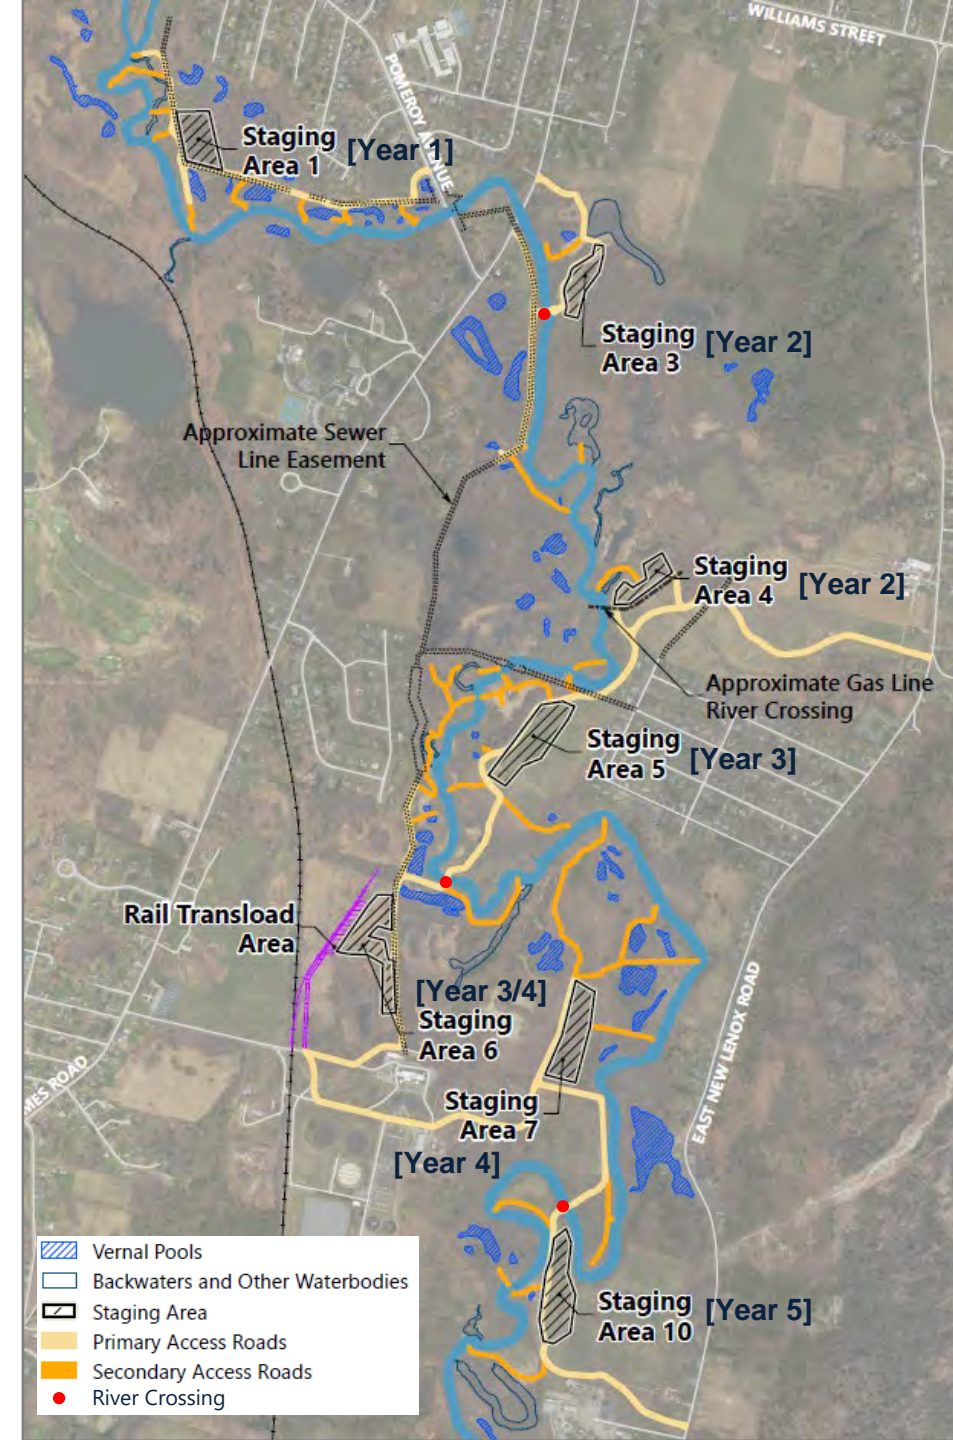 WILLIAMS STREET
POMEROY AVENUE
Staging
Area 1
[Year 1]
Staging
Area 3
[Year 2]
Approximate Sewer
Line Easement
Staging
Area 4
[Year 2]
Approximate Gas Line
River Crossing
Staging
Area 5
[Year 3]
Rail Transload
Area
[Year 3/4]
Staging
Area 6
EAST NEW LENOX ROAD
MES ROAD
Staging
Area 7
[Year 4]
Staging
Area 10
[Year 5]
Vernal Pools
Backwaters and Other Waterbodies
Staging Area
Primary Access Roads
Secondary Access Roads
River Crossing